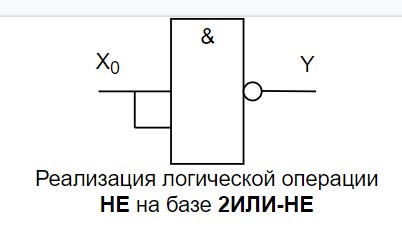 &
X₀ Y
Реализация логической операции
НЕ на базе 2ИЛИ-НЕ